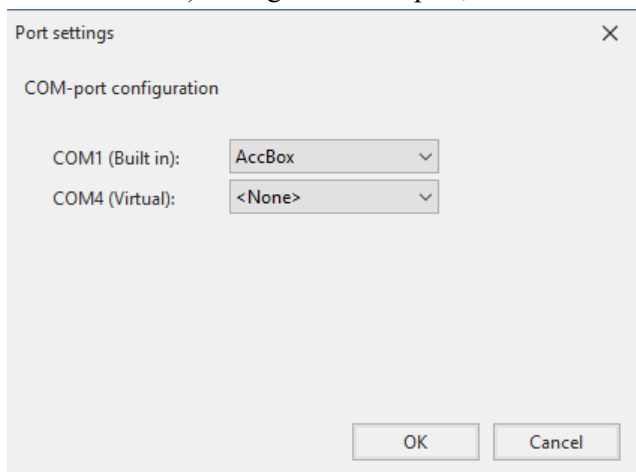 Port settings
COM-port configuration
COM1 (Built in): AccBox
COM4 (Virtual): <None>
OK Cancel